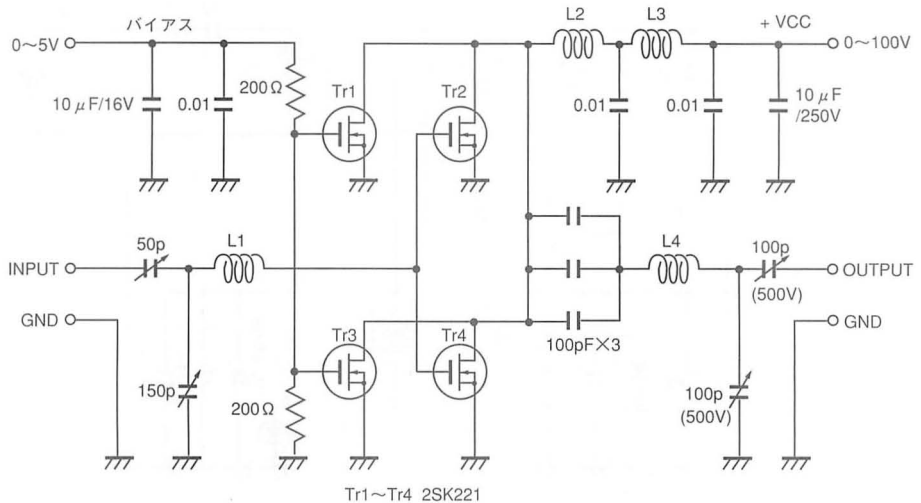 バイアス
0～5V
10μF/16V
0.01
200Ω
Tr1
Tr2
L2
L3
+VCC
0～100V
0.01
0.01
10μF
/250V
INPUT
50p
L1
GND
150p
200Ω
Tr3
Tr4
100pF×3
L4
100p
(500V)
OUTPUT
GND
100p
(500V)
Tr1～Tr4 2SK221